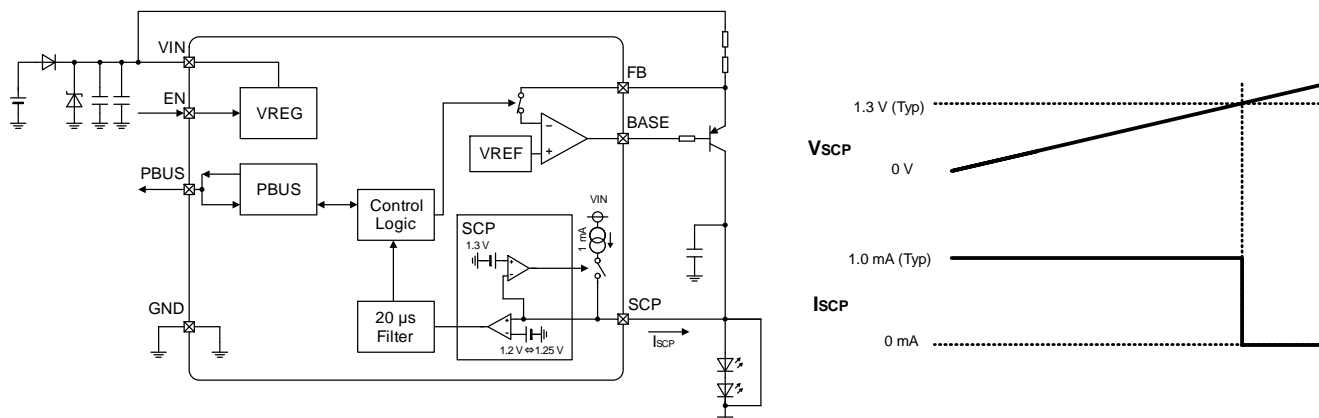 VIN
EN
VREG
PBUS
PBUS
Control
Logic
GND
20 µs
Filter
FB
BASE
VREF
SCP
1.3 V
VIN
1 mA
SCP
ISCP
1.2 V ⇔ 1.25 V
VSCP
1.3 V (Typ)
0 V
ISCP
1.0 mA (Typ)
0 mA